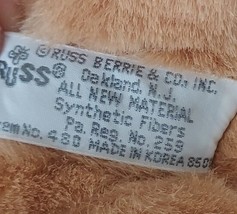 © RUSS BERRIE & CO., INC.
RUSS® Oakland, N.J.
ALL NEW MATERIAL
Synthetic Fibers
Pa. Reg. No. 259
Item No. 480 MADE IN KOREA